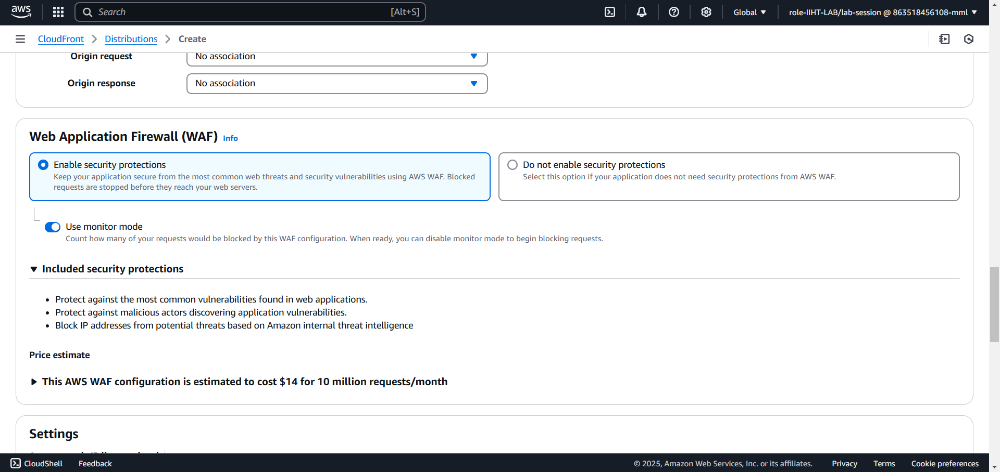 aws
Search [Alt+S]
Global
role-IIHT-LAB/lab-session @ 863518456108-mml
CloudFront
Distributions
Create
Origin request
No association
Origin response
No association
Web Application Firewall (WAF)
Info
Enable security protections
Keep your application secure from the most common web threats and security vulnerabilities using AWS WAF. Blocked
requests are stopped before they reach your web servers.
Do not enable security protections
Select this option if your application does not need security protections from AWS WAF.
Use monitor mode
Count how many of your requests would be blocked by this WAF configuration. When ready, you can disable monitor mode to begin blocking requests.
Included security protections
• Protect against the most common vulnerabilities found in web applications.
• Protect against malicious actors discovering application vulnerabilities.
• Block IP addresses from potential threats based on Amazon internal threat intelligence
Price estimate
This AWS WAF configuration is estimated to cost $14 for 10 million requests/month
Settings
CloudShell
Feedback
© 2025, Amazon Web Services, Inc. or its affiliates.
Privacy
Terms
Cookie preferences